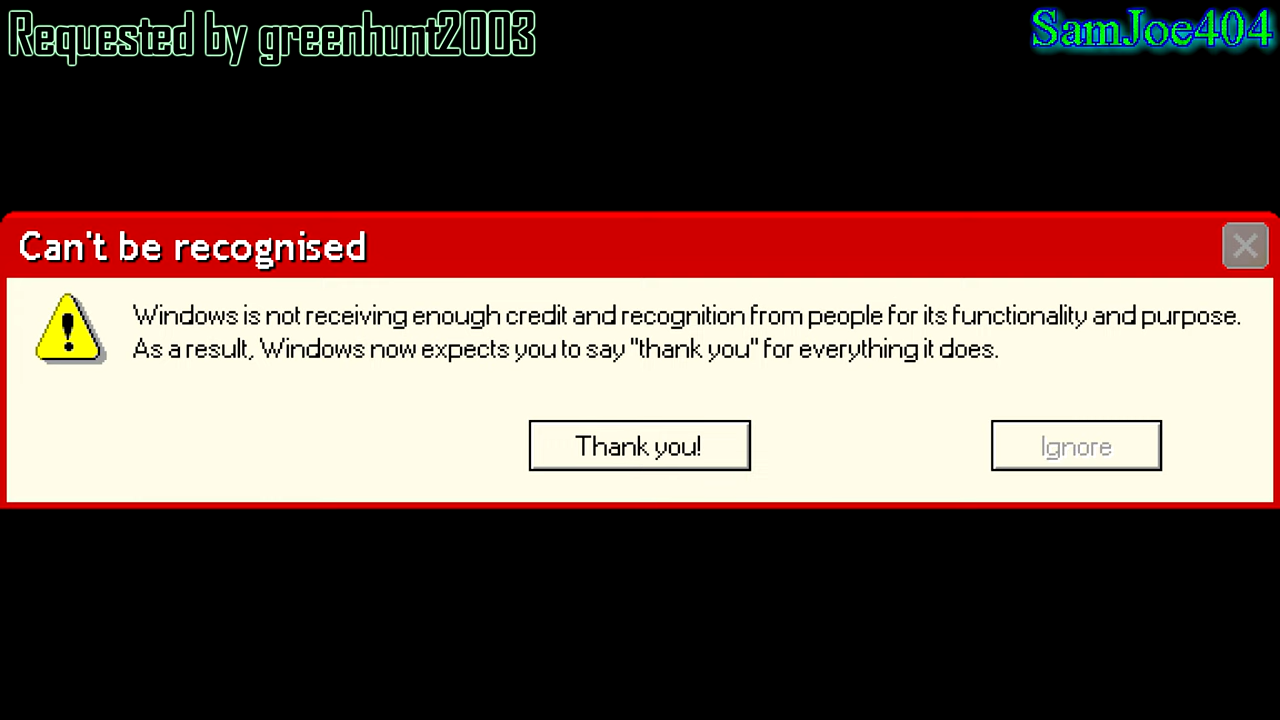 Requested by greenhunt2003
SamJoe404
Can't be recognised
Windows is not receiving enough credit and recognition from people for its functionality and purpose.
As a result, Windows now expects you to say "thank you" for everything it does.
Thank you!
Ignore